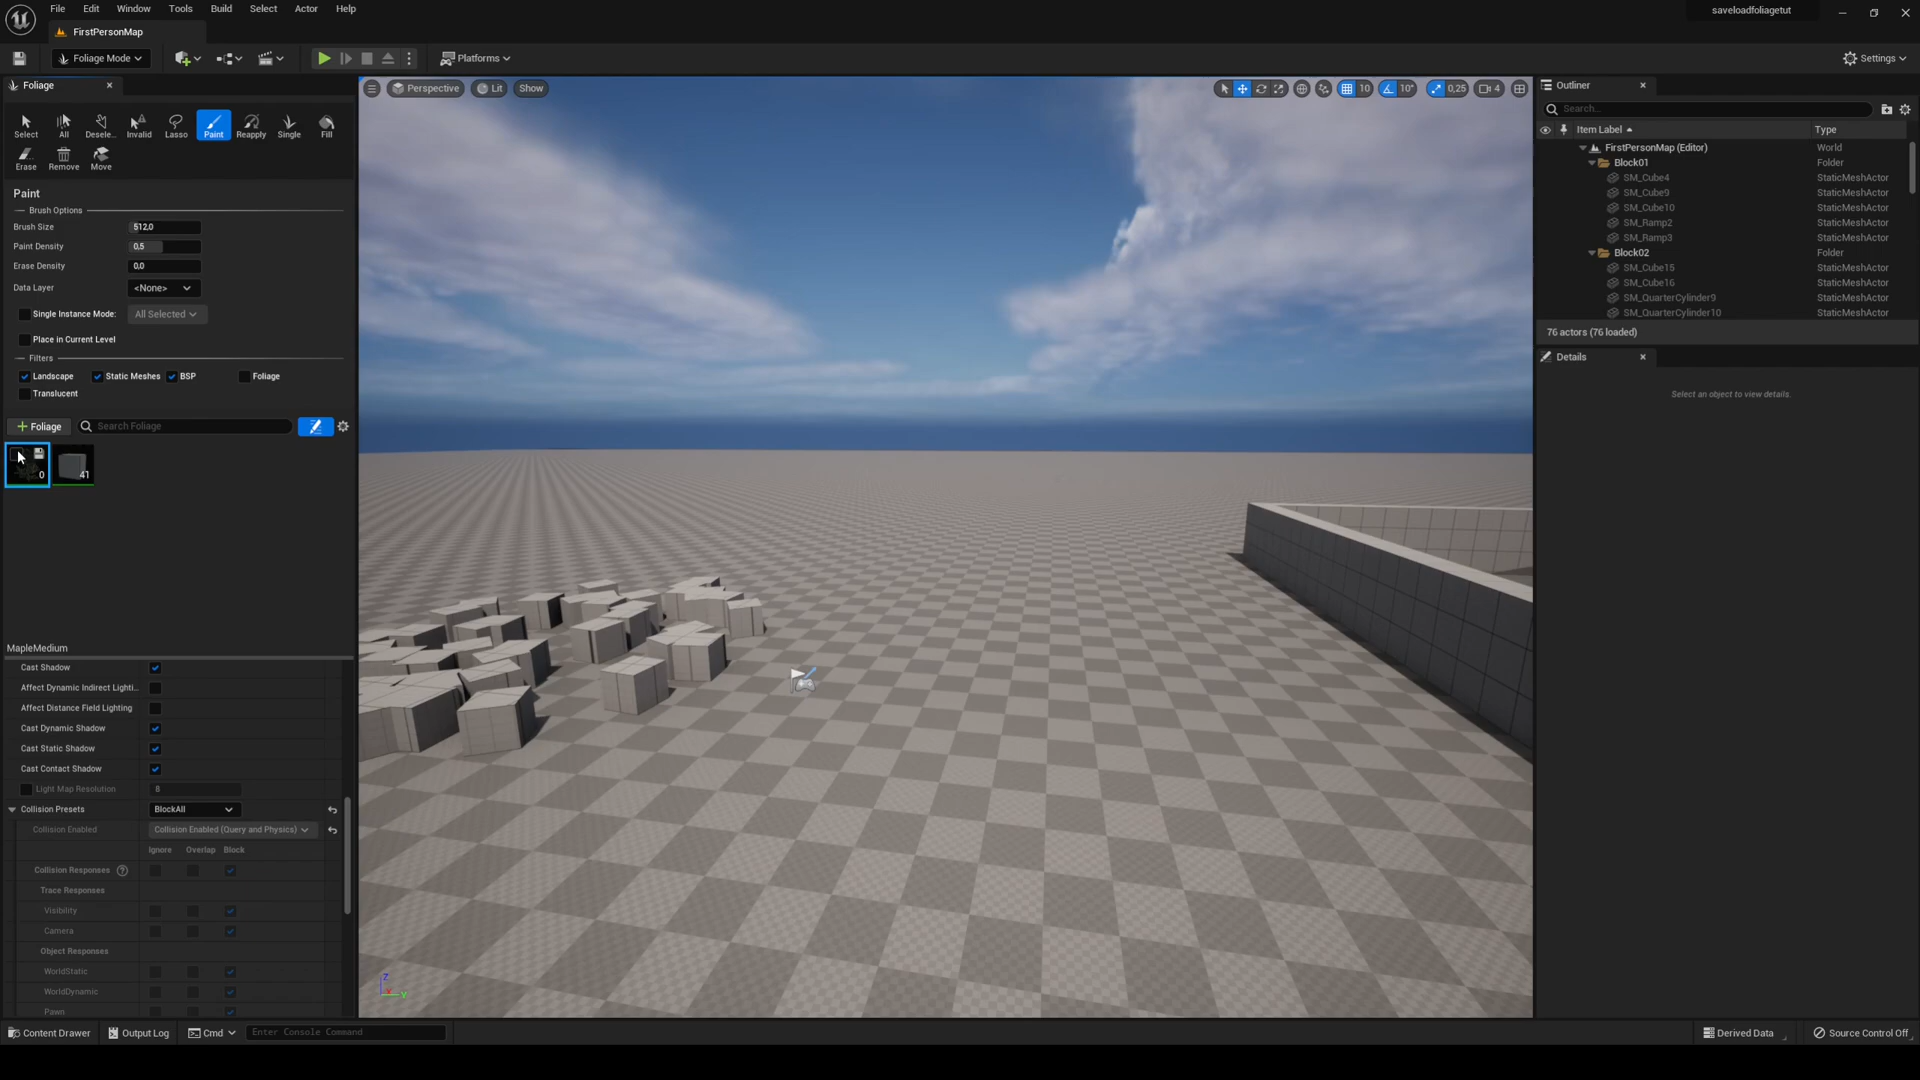 File Edit Window Tools Build Select Actor Help
saveloadfoliagetut
FirstPersonMap
Foliage Mode
Platforms
Settings
Foliage
Perspective Lit Show
10 10° 0,25 4
Outliner
Search...
Select All Desele... Invalid Lasso Paint Reapply Single Fill
Erase Remove Move
Item Label Type
FirstPersonMap (Editor) World
Block01 Folder
SM_Cube4 StaticMeshActor
SM_Cube9 StaticMeshActor
SM_Cube10 StaticMeshActor
SM_Ramp2 StaticMeshActor
SM_Ramp3 StaticMeshActor
Block02 Folder
SM_Cube15 StaticMeshActor
SM_Cube16 StaticMeshActor
SM_QuarterCylinder9 StaticMeshActor
SM_QuarterCylinder10 StaticMeshActor
76 actors (76 loaded)
Details
Select an object to view details.
Paint
Brush Options
Brush Size 512,0
Paint Density 0,5
Erase Density 0,0
Data Layer <None>
Single Instance Mode: All Selected
Place in Current Level
Filters
Landscape Static Meshes BSP Foliage
Translucent
+ Foliage Search Foliage
0 41
MapleMedium
Cast Shadow
Affect Dynamic Indirect Lighti...
Affect Distance Field Lighting
Cast Dynamic Shadow
Cast Static Shadow
Cast Contact Shadow
Light Map Resolution 8
Collision Presets BlockAll
Collision Enabled Collision Enabled (Query and Physics)
Ignore Overlap Block
Collision Responses ?
Trace Responses
Visibility
Camera
Object Responses
WorldStatic
WorldDynamic
Pawn
Z
X
Y
Content Drawer Output Log Cmd Enter Console Command
Derived Data Source Control Off